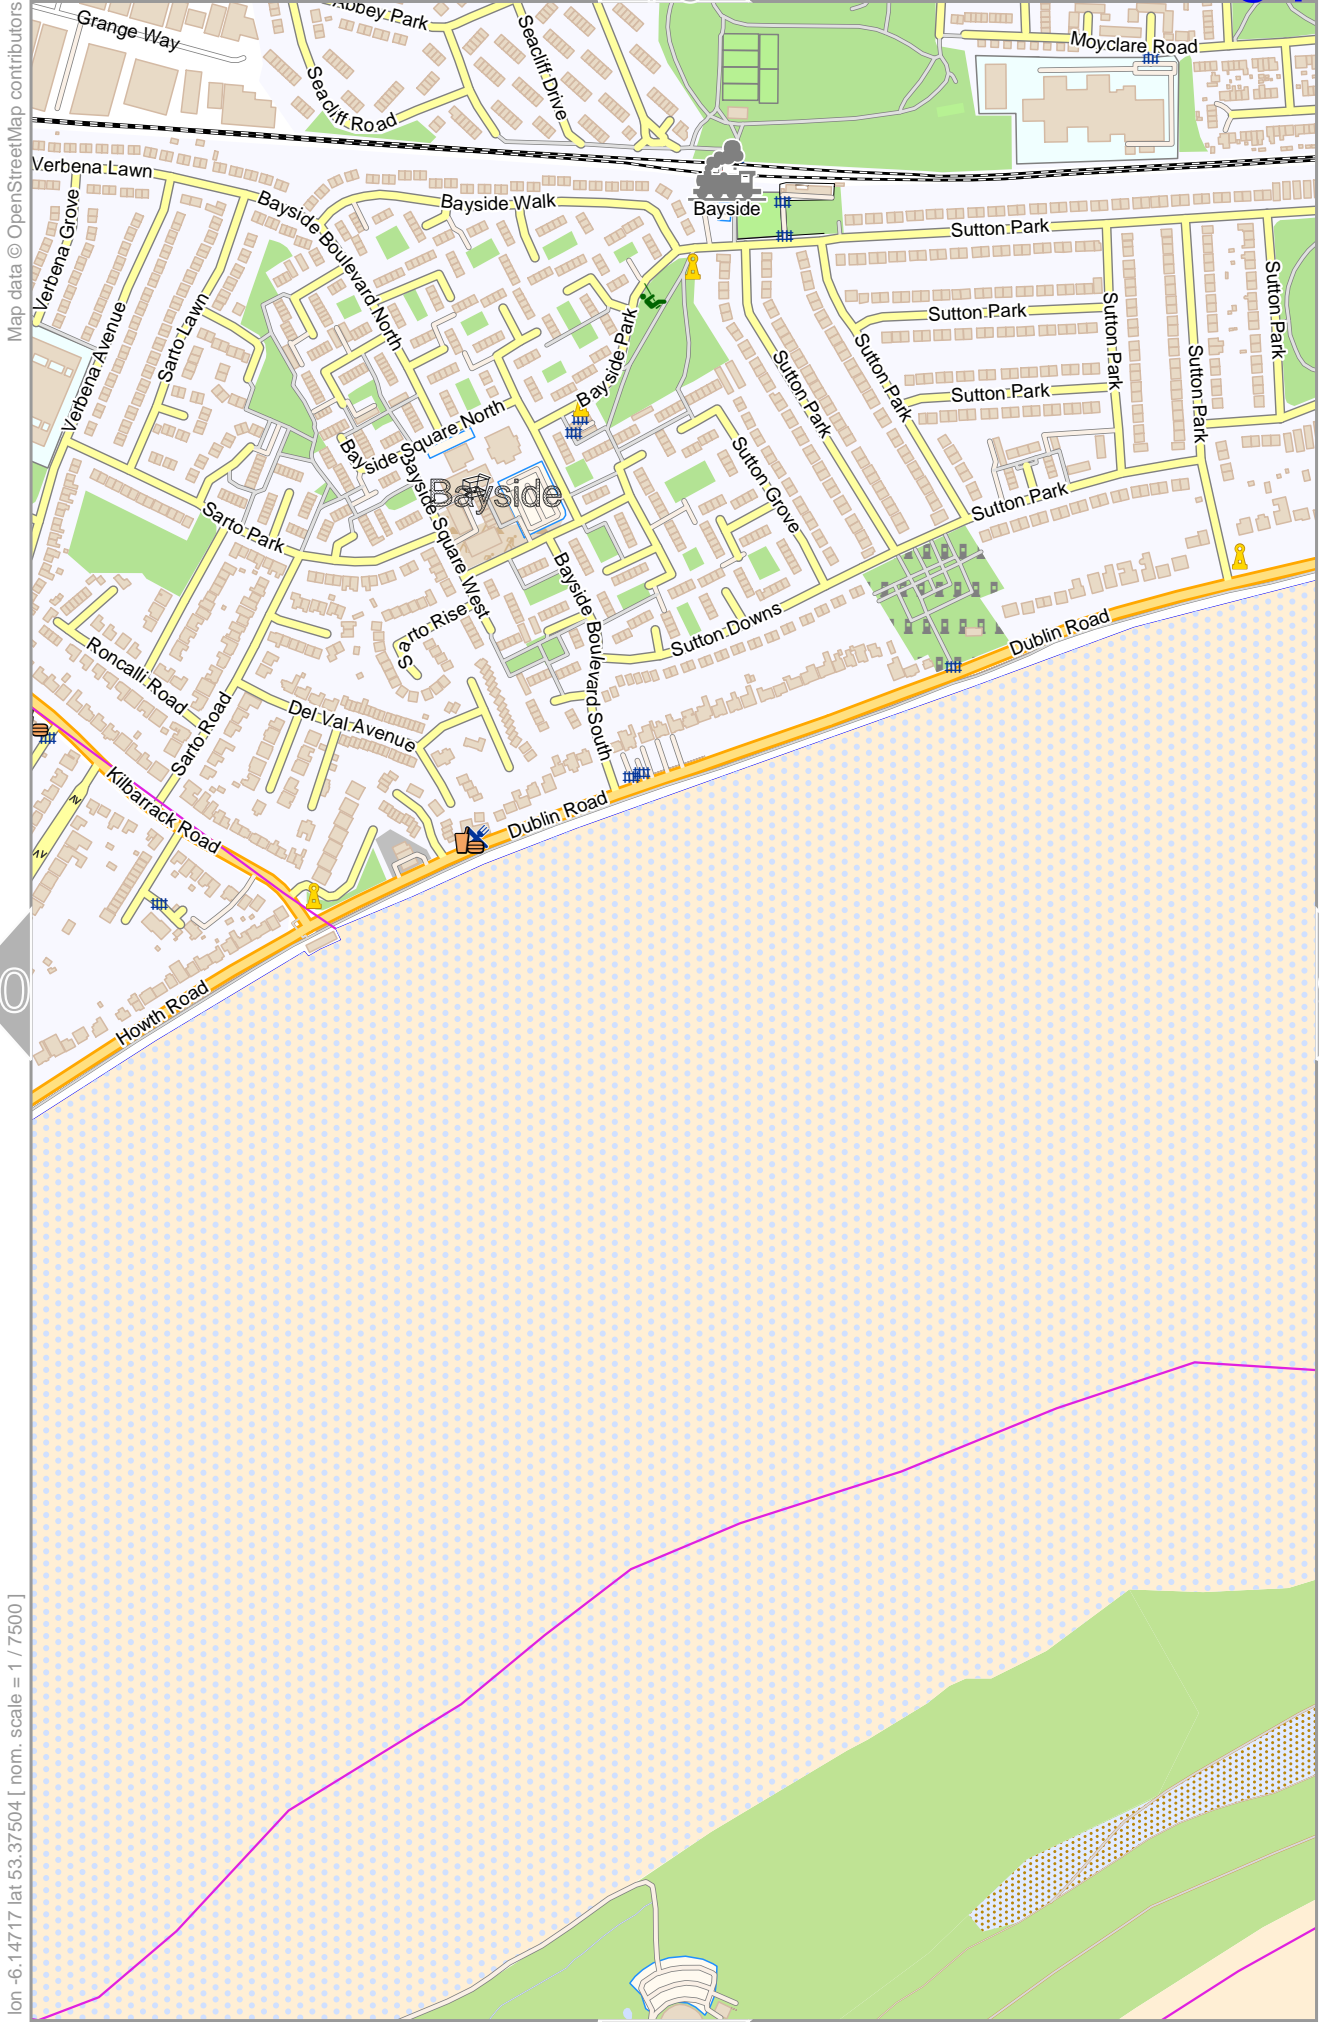 Map data © OpenStreetMap contributors
lon -6.14717 lat 53.37504 [ nom. scale = 1 / 7500 ]
0
Grange Way
Abbey Park
Seacliff Road
Seacliff Drive
Moyclare Road
Verbena Lawn
Verbena Grove
Verbena Avenue
Sarto Lawn
Bayside Boulevard North
Bayside Walk
Bayside
Sutton Park
Sutton Park
Sutton Park
Sutton Park
Sutton Park
Sutton Park
Sutton Park
Sutton Park
Sutton Park
Bayside Park
Bayside Square North
Bayside
Bayside Square West
Sutton Grove
Sarto Park
Bayside Boulevard South
Sarto Rise
Sutton Downs
Dublin Road
Roncalli Road
Sarto Road
Del Val Avenue
Kilbarrack Road
Dublin Road
Howth Road